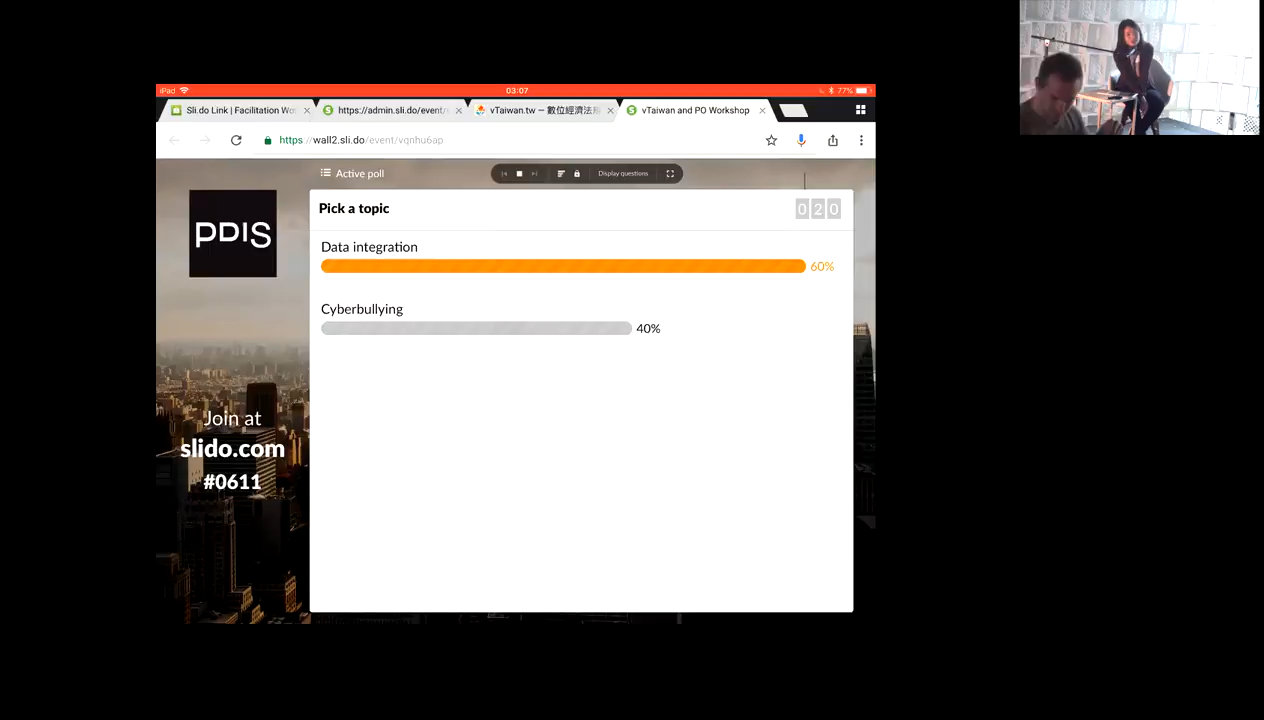 iPad 03:07 77%
Sli.do Link | Facilitation Wo
https://admin.sli.do/event/
vTaiwan.tw — 數位經濟法
vTaiwan and PO Workshop
https://wall2.sli.do/event/vqnhu6ap
Active poll
Display questions
PDIS
Pick a topic
020
Data integration
60%
Cyberbullying
40%
Join at
slido.com
#0611